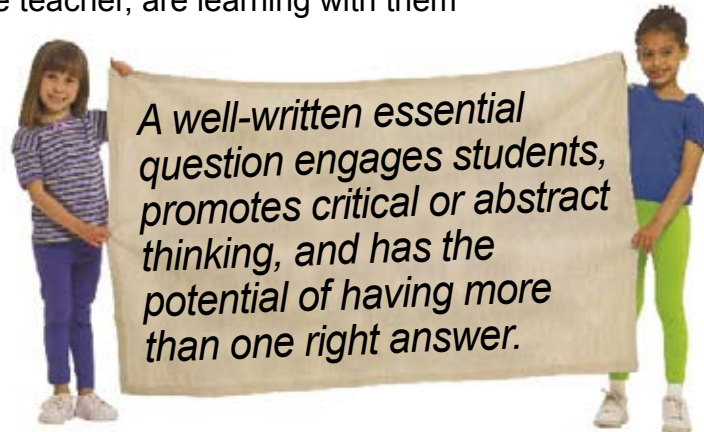 teacher, are learning with them
A well-written essential
question engages students,
promotes critical or abstract
thinking, and has the
potential of having more
than one right answer.